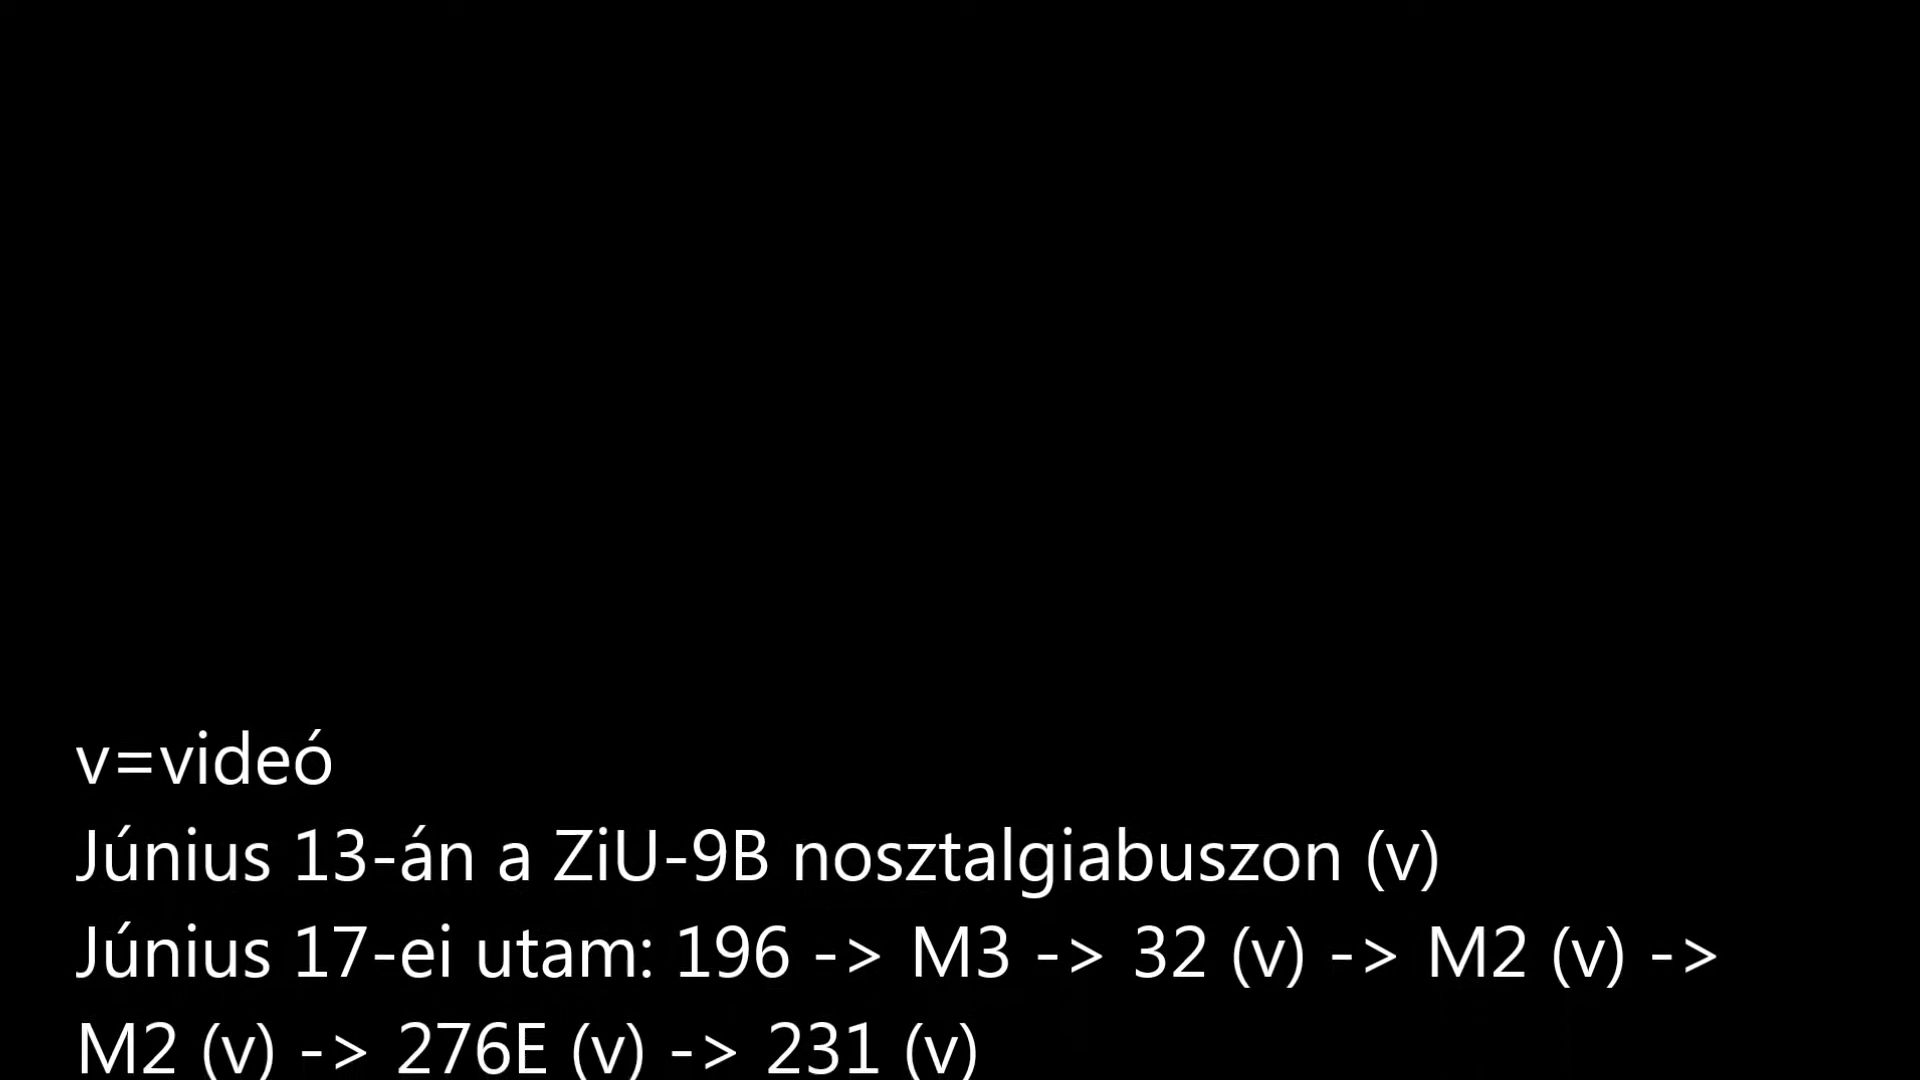 v=videó
Június 13-án a ZiU-9B nosztalgiabuszon (v)
Június 17-ei utam: 196 -> M3 -> 32 (v) -> M2 (v) ->
M2 (v) -> 276E (v) -> 231 (v)